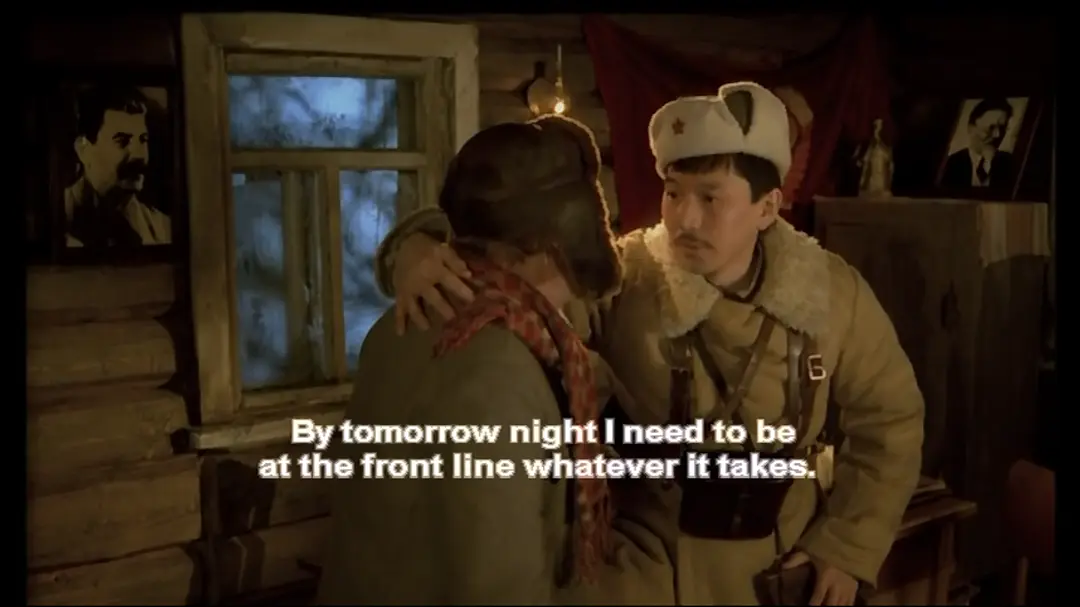 By tomorrow night I need to be
at the front line whatever it takes.